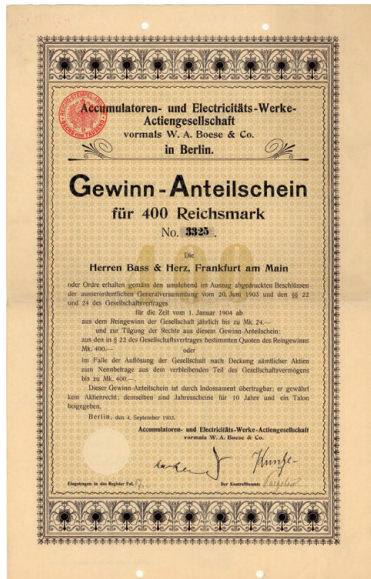 Accumulatoren- und Electricitäts-Werke-
Actiengesellschaft
vormals W. A. Boese & Co.
in Berlin.
Gewinn-Anteilschein
für 400 Reichsmark
No. 3325.
400
Die
Herren Bass & Herz, Frankfurt am Main
oder Ordre erhalten gemäss den umstehend im Auszug abgedruckten Beschlüssen
der ausserordentlichen Generalversammlung vom 20. Juni 1903 und den §§ 22
und 24 des Gesellschaftsvertrages
für die Zeit vom 1. Januar 1904 ab
aus dem Reingewinn der Gesellschaft jährlich bis zu Mk. 24.—
und zur Tilgung der Rechte aus diesem Gewinn-Anteilschein:
aus den in § 22 des Gesellschaftsvertrages bestimmten Quoten des Reingewinns
Mk. 400.— oder
im Falle der Auflösung der Gesellschaft nach Deckung sämtlicher Aktien
zum Nennbetrage aus dem verbleibenden Teil des Gesellschaftsvermögens
bis zu Mk. 400.—.
Dieser Gewinn-Anteilschein ist durch Indossament übertragbar; er gewährt
kein Aktienrecht; demselben sind Jahresscheine für 10 Jahre und ein Talon
beigegeben.
Berlin, den 4. September 1903.
Accumulatoren- und Electricitäts-Werke-Actiengesellschaft
vormals W. A. Boese & Co.
Eingetragen in das Register Fol.
Der Kontrollbeamte